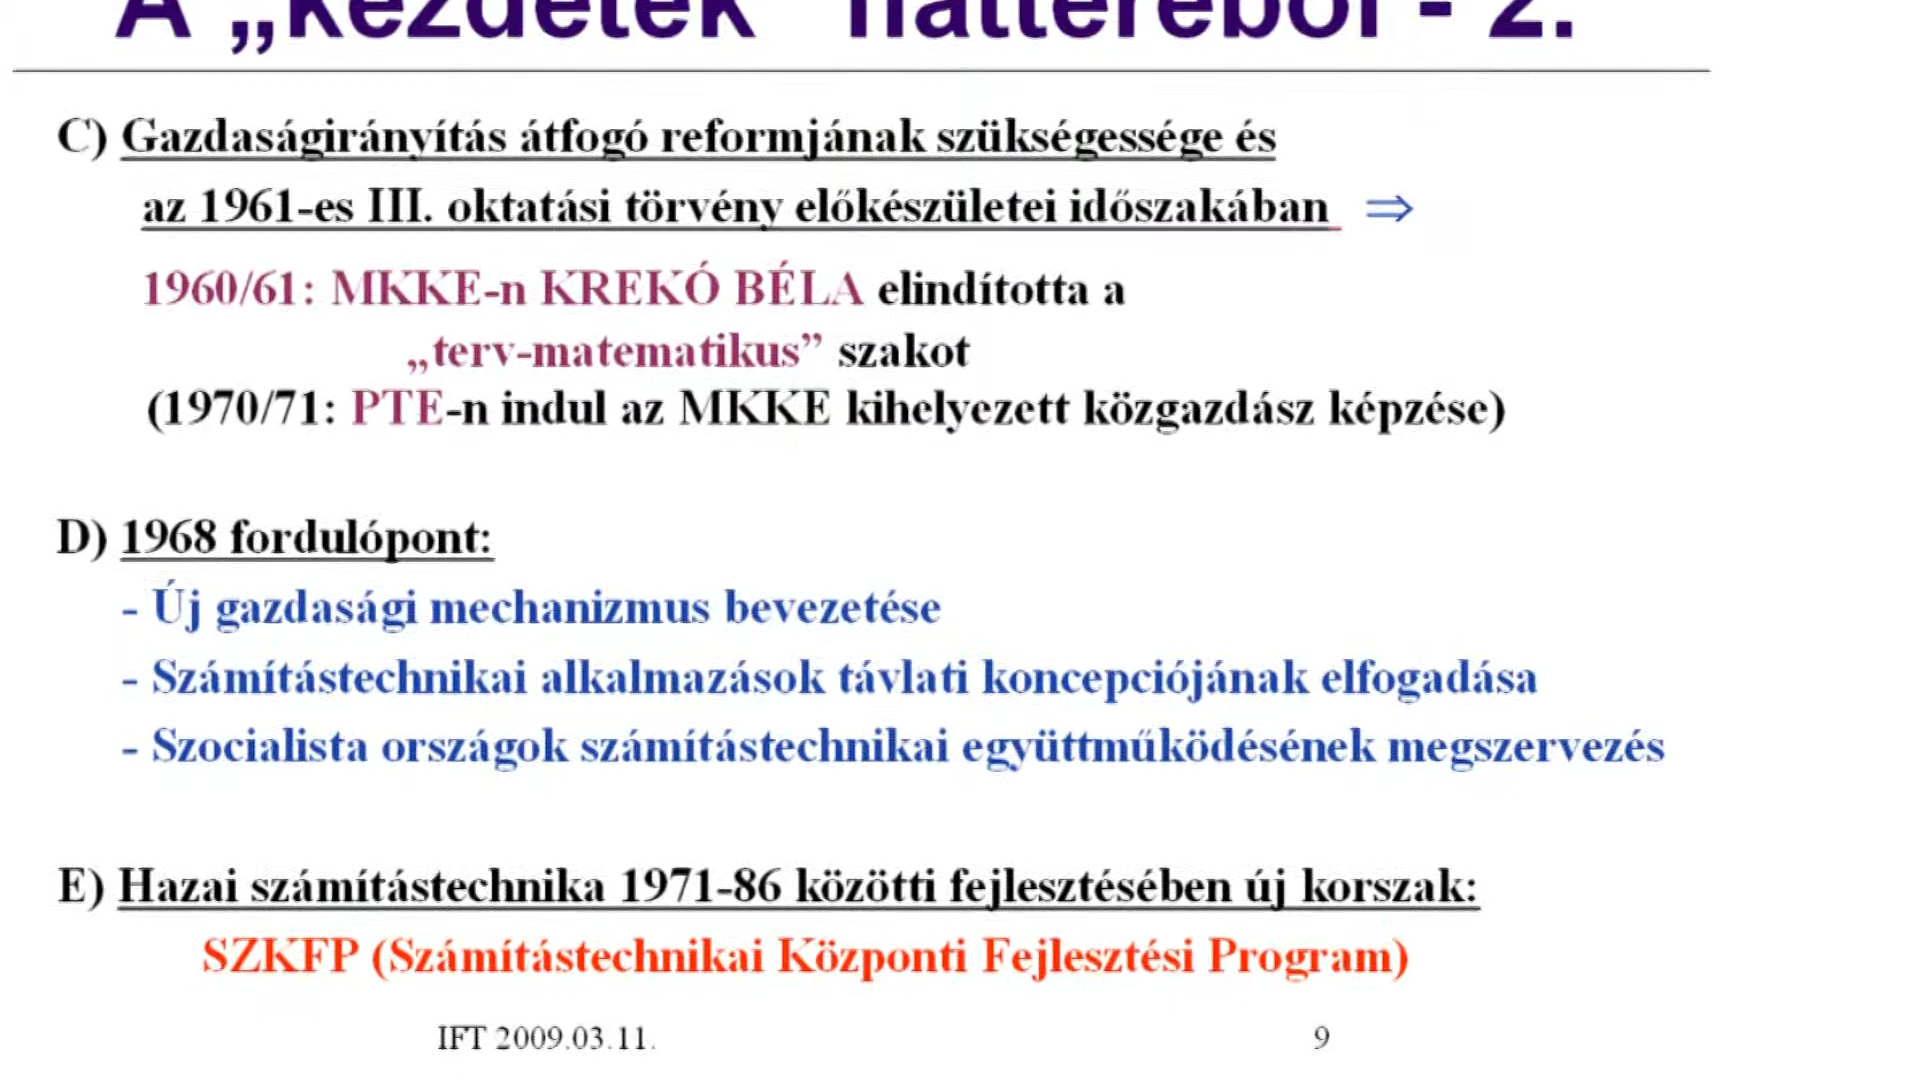 A „kezdetek” hátteréből - 2.
C) Gazdaságirányítás átfogó reformjának szükségessége és
az 1961-es III. oktatási törvény előkészületei időszakában ⇒
1960/61: MKKE-n KREKÓ BÉLA elindította a
„terv-matematikus” szakot
(1970/71: PTE-n indul az MKKE kihelyezett közgazdász képzése)
D) 1968 fordulópont:
- Új gazdasági mechanizmus bevezetése
- Számítástechnikai alkalmazások távlati koncepciójának elfogadása
- Szocialista országok számítástechnikai együttműködésének megszervezés
E) Hazai számítástechnika 1971-86 közötti fejlesztésében új korszak:
SZKFP (Számítástechnikai Központi Fejlesztési Program)
IFT 2009.03.11.
9